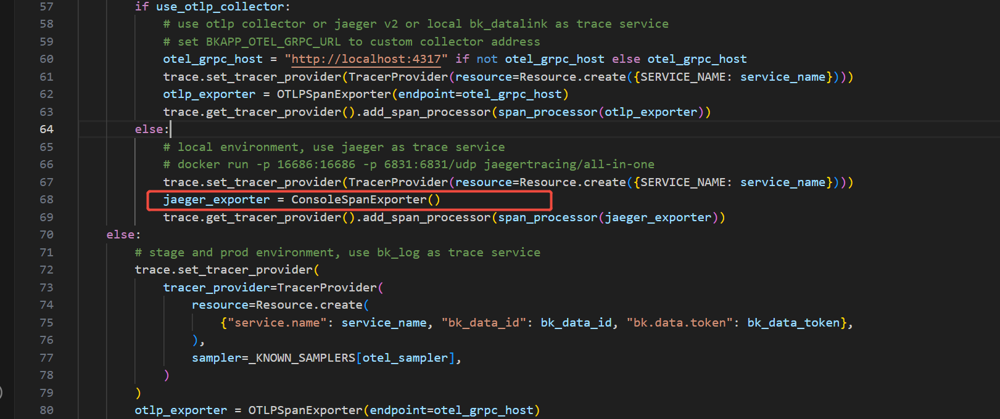 57 if use_otlp_collector:
58 # use otlp collector or jaeger v2 or local bk_datalink as trace service
59 # set BKAPP_OTEL_GRPC_URL to custom collector address
60 otel_grpc_host = "http://localhost:4317" if not otel_grpc_host else otel_grpc_host
61 trace.set_tracer_provider(TracerProvider(resource=Resource.create({SERVICE_NAME: service_name})))
62 otlp_exporter = OTLPSpanExporter(endpoint=otel_grpc_host)
63 trace.get_tracer_provider().add_span_processor(span_processor(otlp_exporter))
64 else:
65 # local environment, use jaeger as trace service
66 # docker run -p 16686:16686 -p 6831:6831/udp jaegertracing/all-in-one
67 trace.set_tracer_provider(TracerProvider(resource=Resource.create({SERVICE_NAME: service_name})))
68 jaeger_exporter = ConsoleSpanExporter()
69 trace.get_tracer_provider().add_span_processor(span_processor(jaeger_exporter))
70 else:
71 # stage and prod environment, use bk_log as trace service
72 trace.set_tracer_provider(
73 tracer_provider=TracerProvider(
74 resource=Resource.create(
75 {"service.name": service_name, "bk_data_id": bk_data_id, "bk.data.token": bk_data_token},
76 ),
77 sampler=_KNOWN_SAMPLERS[otel_sampler],
78 )
79 )
80 otlp_exporter = OTLPSpanExporter(endpoint=otel_grpc_host)